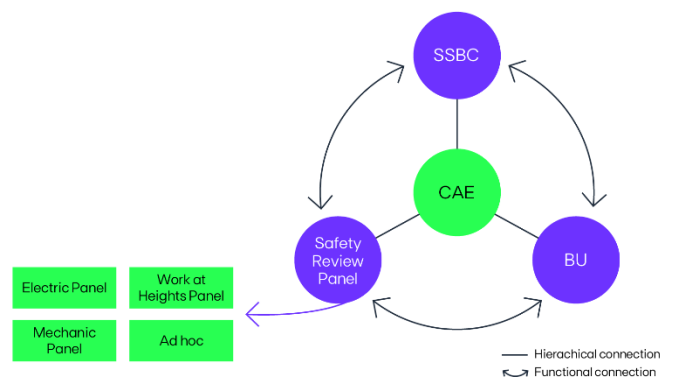 SSBC
CAE
Safety
Review
Panel
BU
Electric Panel
Work at
Heights Panel
Mechanic
Panel
Ad hoc
Hierachical connection
Functional connection